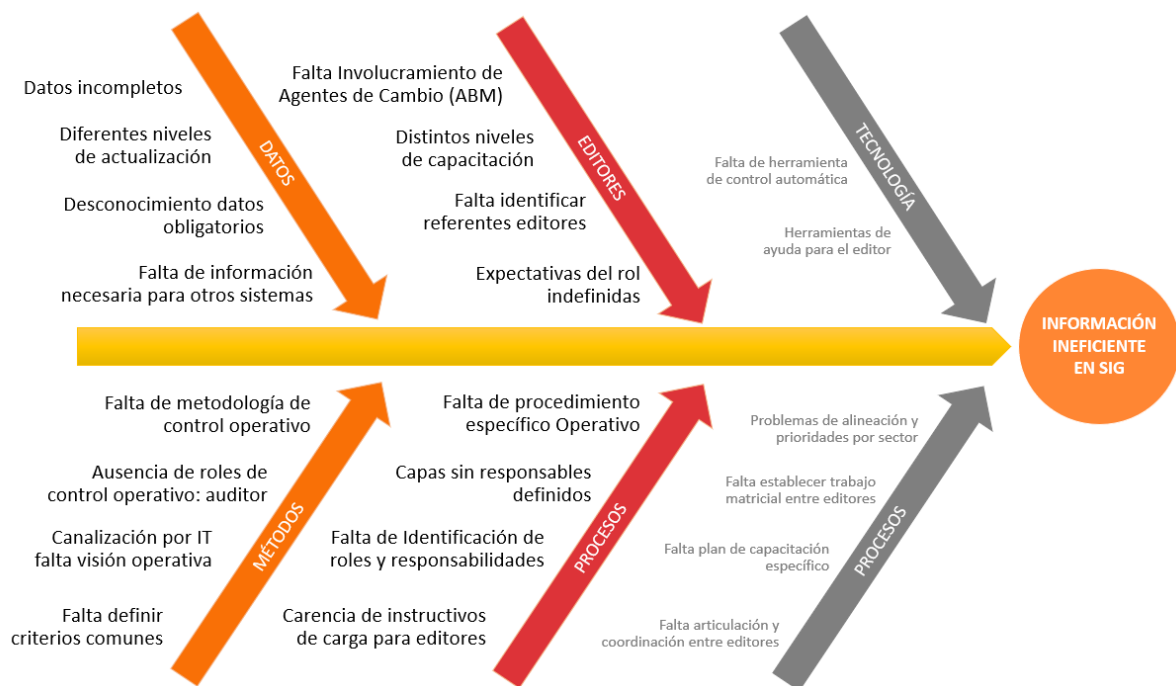 Datos incompletos
Diferentes niveles
de actualización
Desconocimiento datos
obligatorios
Falta de información
necesaria para otros sistemas
DATOS
Falta Involucramiento de
Agentes de Cambio (ABM)
Distintos niveles
de capacitación
Falta identificar
referentes editores
Expectativas del rol
indefinidas
EDITORES
Falta de herramienta
de control automática
Herramientas de
ayuda para el editor
TECNOLOGÍA
INFORMACIÓN
INEFICIENTE
EN SIG
Falta de metodología de
control operativo
Ausencia de roles de
control operativo: auditor
Canalización por IT
falta visión operativa
Falta definir
criterios comunes
MÉTODOS
Falta de procedimiento
específico Operativo
Capas sin responsables
definidos
Falta de Identificación de
roles y responsabilidades
Carencia de instructivos
de carga para editores
PROCESOS
Problemas de alineación y
prioridades por sector
Falta establecer trabajo
matricial entre editores
Falta plan de capacitación
específico
Falta articulación y
coordinación entre editores
PROCESOS